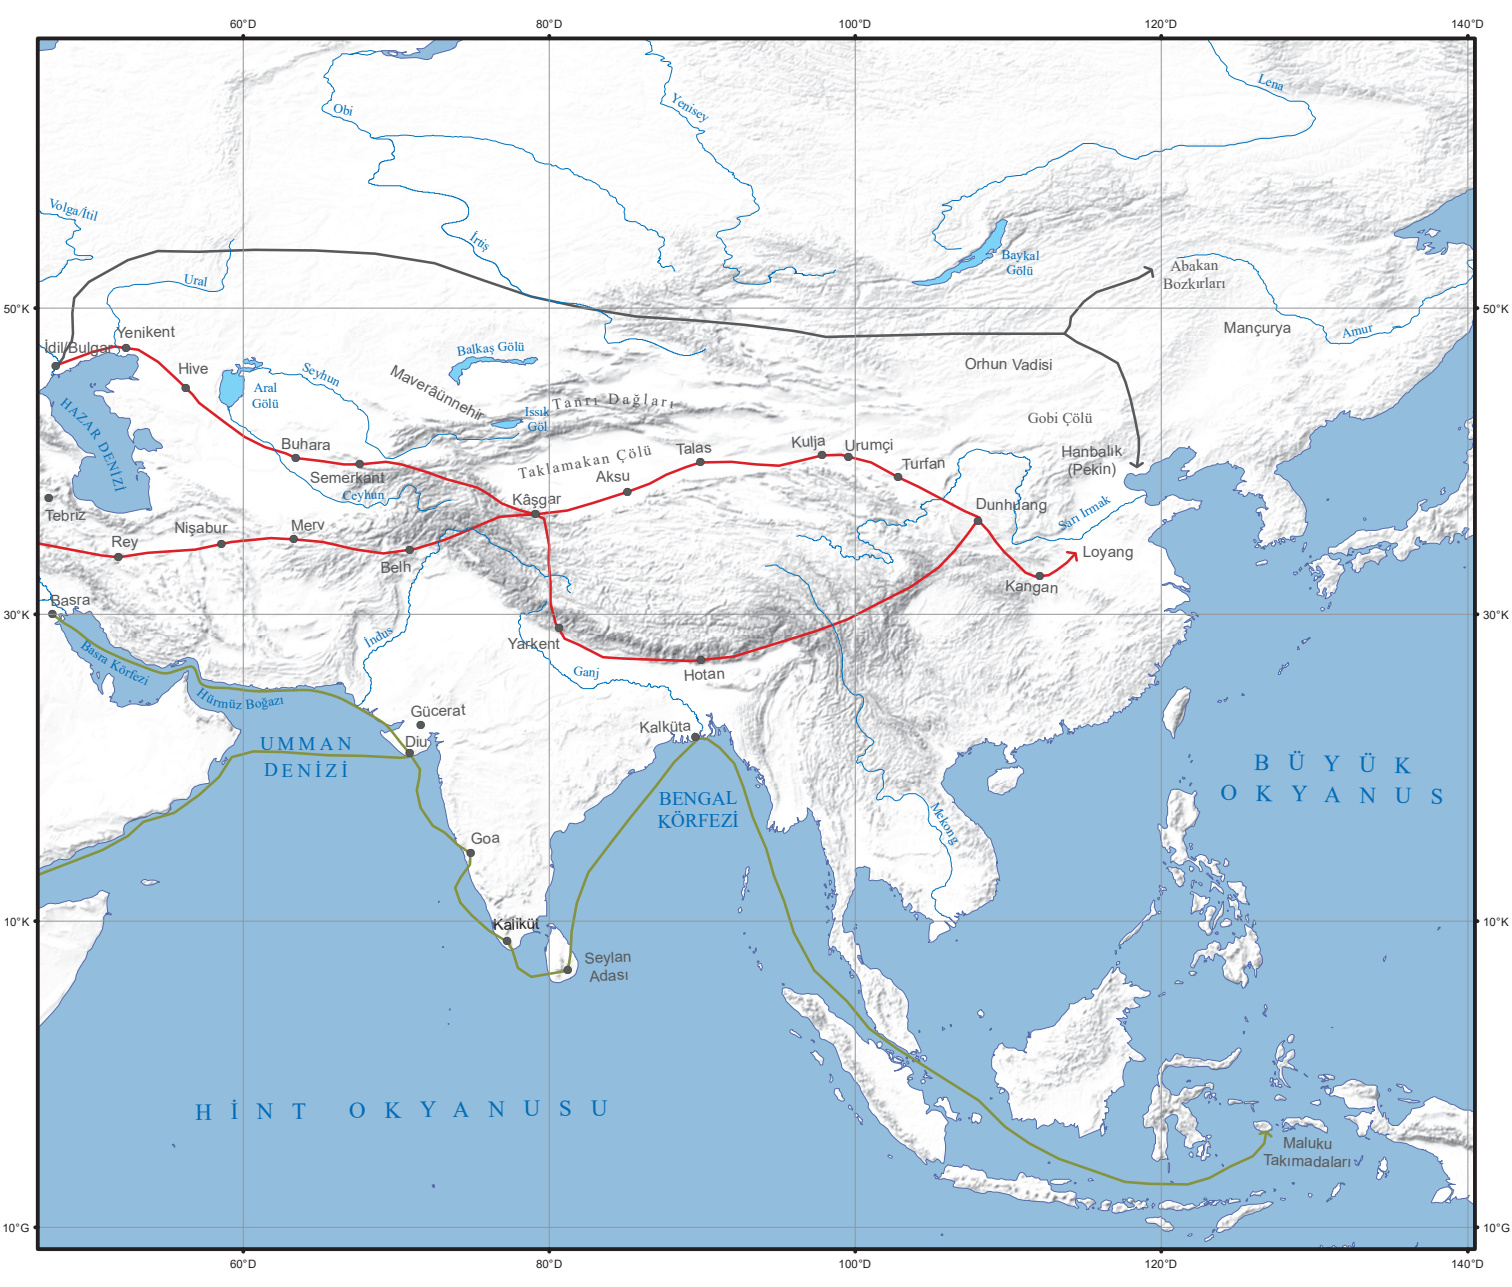 60°D
80°D
100°D
120°D
140°D
Lena
Obi
Yenisey
Volga/İtil
İrtiş
Baykal
Gölü
Abakan
Bozkırları
Ural
50°K
50°K
Yenikent
Mançurya
Amur
İdil/Bulgar
Balkaş Gölü
Hive
Seyhun
Orhun Vadisi
Aral
Gölü
Maverâünnehir
Tanrı Dağları
Issık
Göl
Gobi Çölü
HAZAR DENİZİ
Buhara
Kulja
Urumçi
Talas
Hanbalık
(Pekin)
Taklamakan Çölü
Turfan
Semerkant
Aksu
Ceyhun
Kâşgar
Dunhuang
Sarı Irmak
Tebriz
Nişabur
Merv
Rey
Loyang
Belh
Kangan
Basra
30°K
30°K
Yarkent
İndus
Basra Körfezi
Ganj
Hotan
Hürmüz Boğazı
Gücerat
Kalküta
Diu
UMMAN
DENİZİ
BÜYÜK
OKYANUS
BENGAL
KÖRFEZİ
Mekong
Goa
10°K
10°K
Kaliküt
Seylan
Adası
HİNT OKYANUSU
Maluku
Takımadaları
10°G
10°G
60°D
80°D
100°D
120°D
140°D